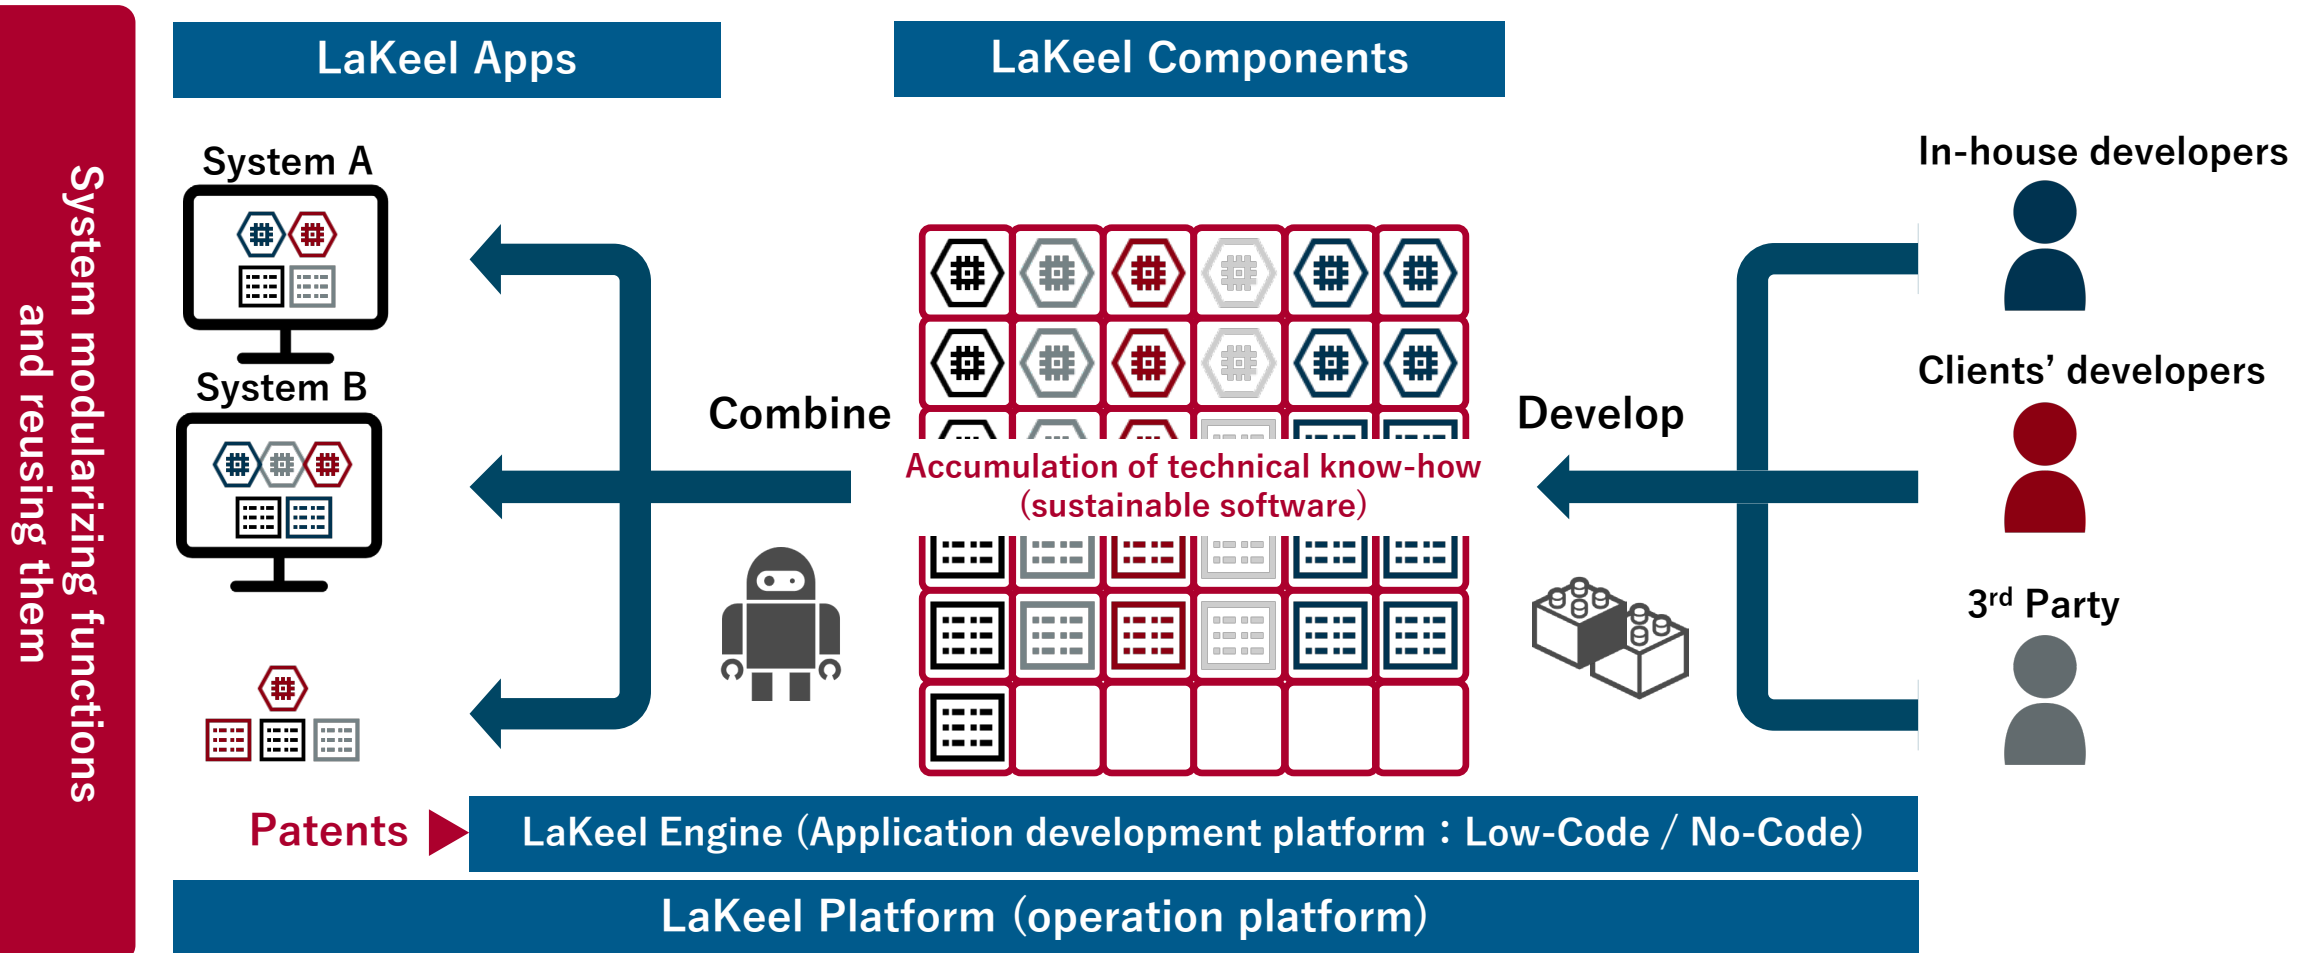 System modularizing functions
and reusing them
LaKeel Apps
LaKeel Components
System A
System B
Combine
Accumulation of technical know-how
(sustainable software)
Develop
In-house developers
Clients’ developers
3rd Party
Patents
LaKeel Engine (Application development platform：Low-Code / No-Code)
LaKeel Platform (operation platform)